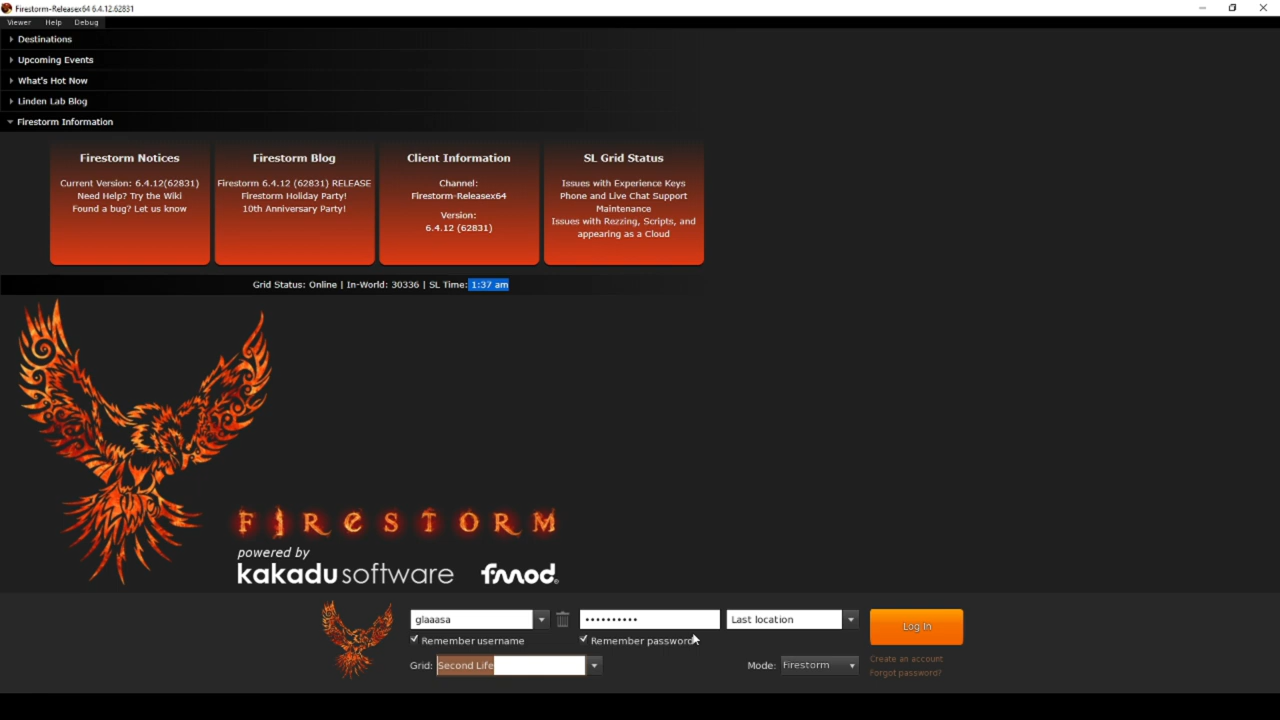 Firestorm-Releasex64 6.4.12.62831
Viewer Help Debug
Destinations
Upcoming Events
What's Hot Now
Linden Lab Blog
Firestorm Information
Firestorm Notices
Current Version: 6.4.12(62831)
Need Help? Try the Wiki
Found a bug? Let us know
Firestorm Blog
Firestorm 6.4.12 (62831) RELEASE
Firestorm Holiday Party!
10th Anniversary Party!
Client Information
Channel:
Firestorm-Releasex64
Version:
6.4.12 (62831)
SL Grid Status
Issues with Experience Keys
Phone and Live Chat Support
Maintenance
Issues with Rezzing, Scripts, and
appearing as a Cloud
Grid Status: Online | In-World: 30336 | SL Time: 1:37 am
FIRESTORM
powered by
kakadusoftware fmod.
glaaasa •••••••••• Last location Log In
Remember username Remember password
Grid: Second Life Mode: Firestorm
Create an account
Forgot password?